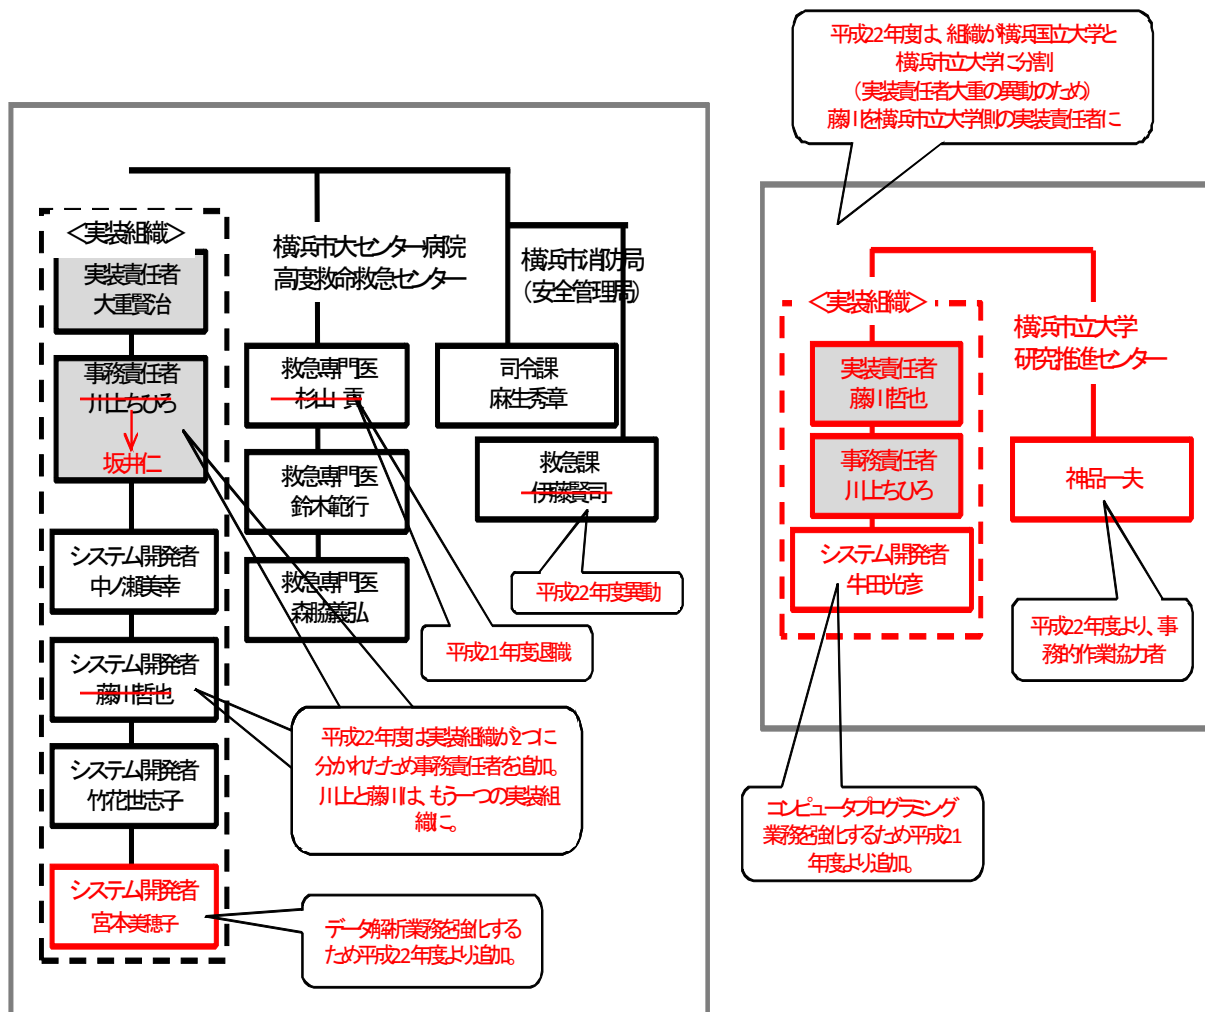 平成22年度は、組織が横浜国立大学と
横浜市立大学に分割
（実装責任者大重の異動のため）
藤川を横浜市立大学側の実装責任者に
<実装組織>
実装責任者
大重賢治
事務責任者
川上ちひろ
坂井仁
システム開発者
中ノ瀬美幸
システム開発者
藤川哲也
システム開発者
竹花世志子
システム開発者
宮本美穂子
横浜市大センター病院
高度救命救急センター
救急専門医
杉山 貢
救急専門医
鈴木範行
救急専門医
森脇義弘
横浜市消防局
（安全管理局）
司令課
麻生秀章
救急課
伊藤賢司
平成22年度異動
平成21年度退職
平成22年度は実装組織が2つに
分かれたため事務責任者を追加。
川上と藤川は、もう一つの実装組
織に。
データ解析業務を強化する
ため平成22年度より追加。
<実装組織>
実装責任者
藤川哲也
事務責任者
川上ちひろ
システム開発者
牛田光彦
横浜市立大学
研究推進センター
神品一夫
平成22年度より、事
務的作業協力者
コンピュータプログラミング
業務を強化するため平成21
年度より追加。